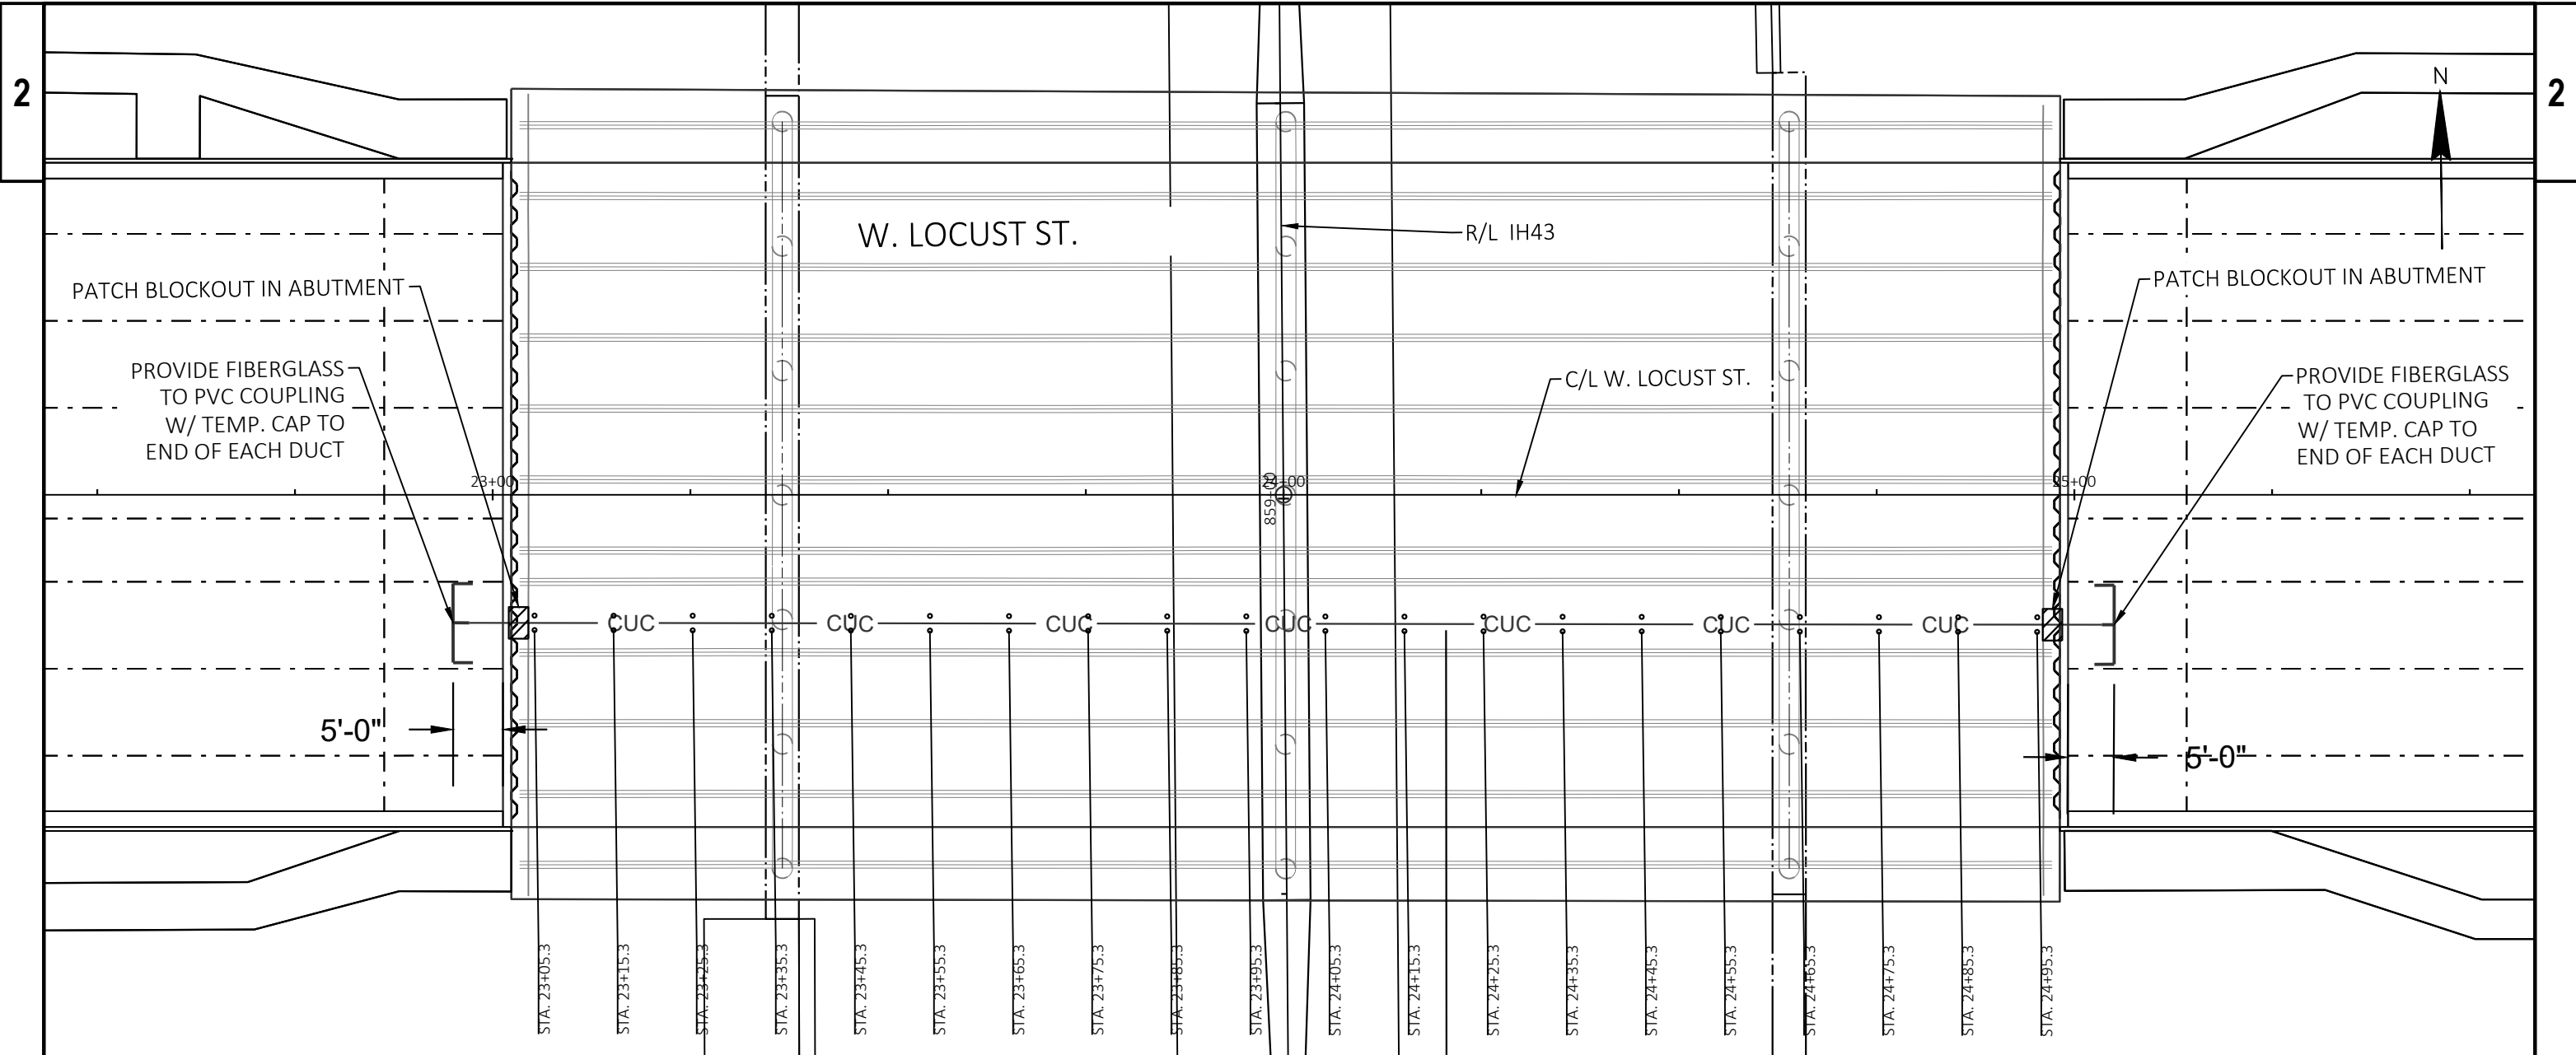 2
2
N
W. LOCUST ST.
R/L IH43
PATCH BLOCKOUT IN ABUTMENT
PATCH BLOCKOUT IN ABUTMENT
PROVIDE FIBERGLASS
TO PVC COUPLING
W/ TEMP. CAP TO
END OF EACH DUCT
C/L W. LOCUST ST.
PROVIDE FIBERGLASS
TO PVC COUPLING
W/ TEMP. CAP TO
END OF EACH DUCT
23+00
24+00
25+00
859+00
CUC
CUC
CUC
CUC
CUC
CUC
CUC
5'-0"
5'-0"
STA. 23+05.3
STA. 23+15.3
STA. 23+25.3
STA. 23+35.3
STA. 23+45.3
STA. 23+55.3
STA. 23+65.3
STA. 23+75.3
STA. 23+85.3
STA. 23+95.3
STA. 24+05.3
STA. 24+15.3
STA. 24+25.3
STA. 24+35.3
STA. 24+45.3
STA. 24+55.3
STA. 24+65.3
STA. 24+75.3
STA. 24+85.3
STA. 24+95.3